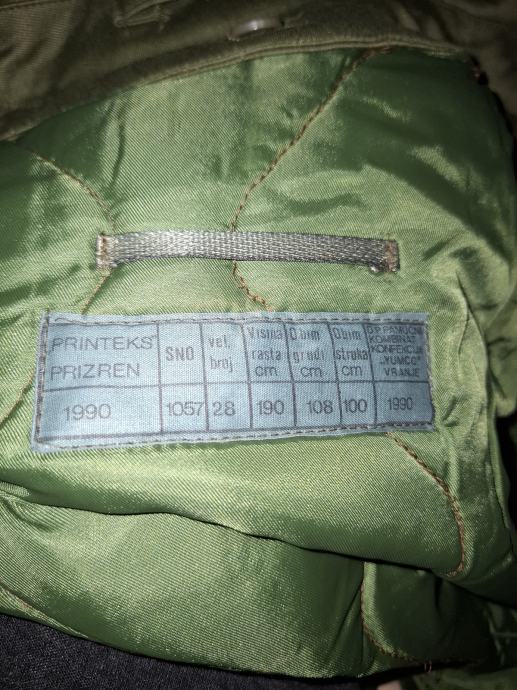 PRINTEKS
PRIZREN
1990
SNO
1057
vel.
broj
28
Visina
rasta
cm
190
Obim
grudi
cm
108
Obim
struka
cm
100
DP PAMUČNI
KOMBINAT
KONFEKCIJA
„YUMCO"
VRANJE
1990